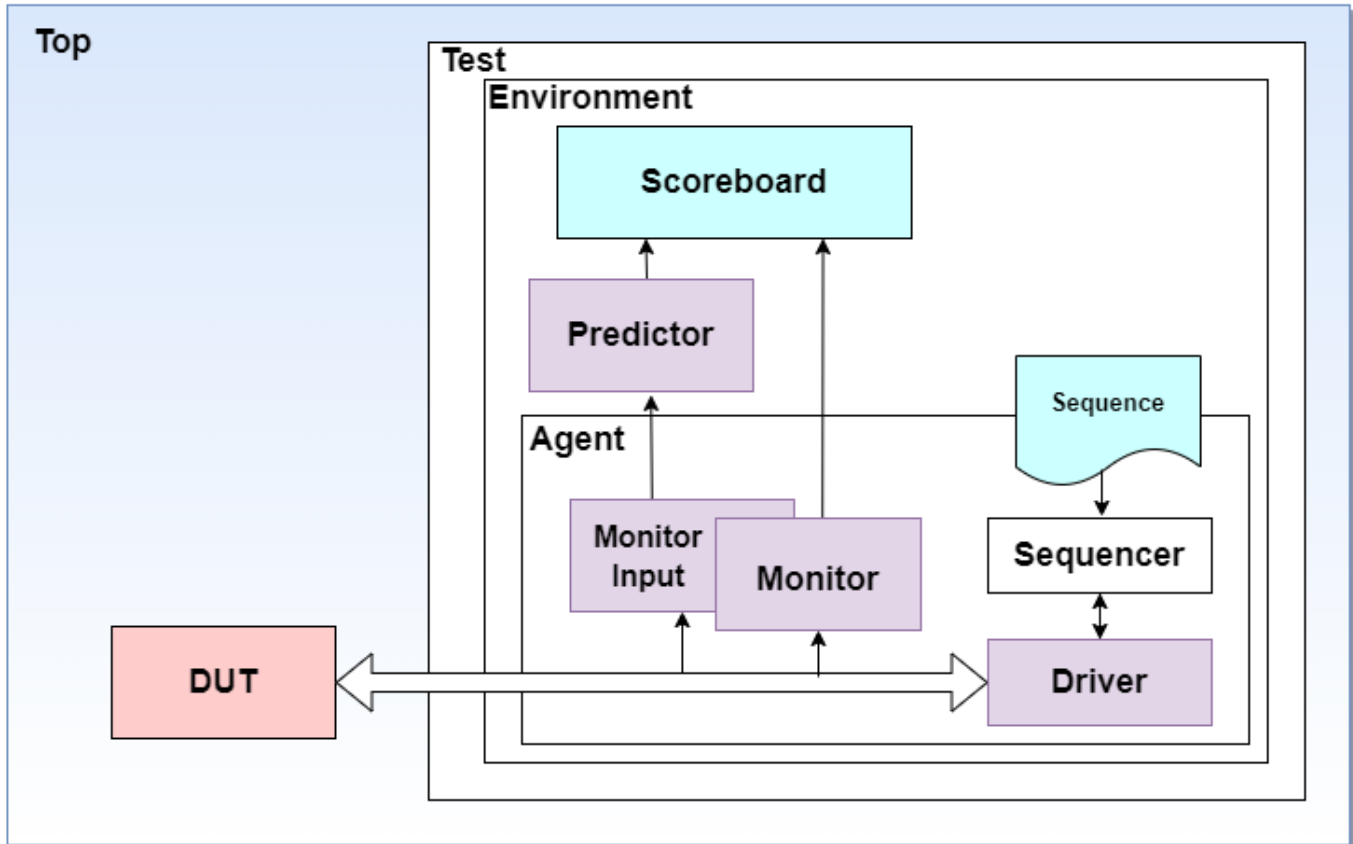 Top
Test
Environment
Scoreboard
Predictor
Sequence
Agent
Monitor
Input
Monitor
Sequencer
DUT
Driver